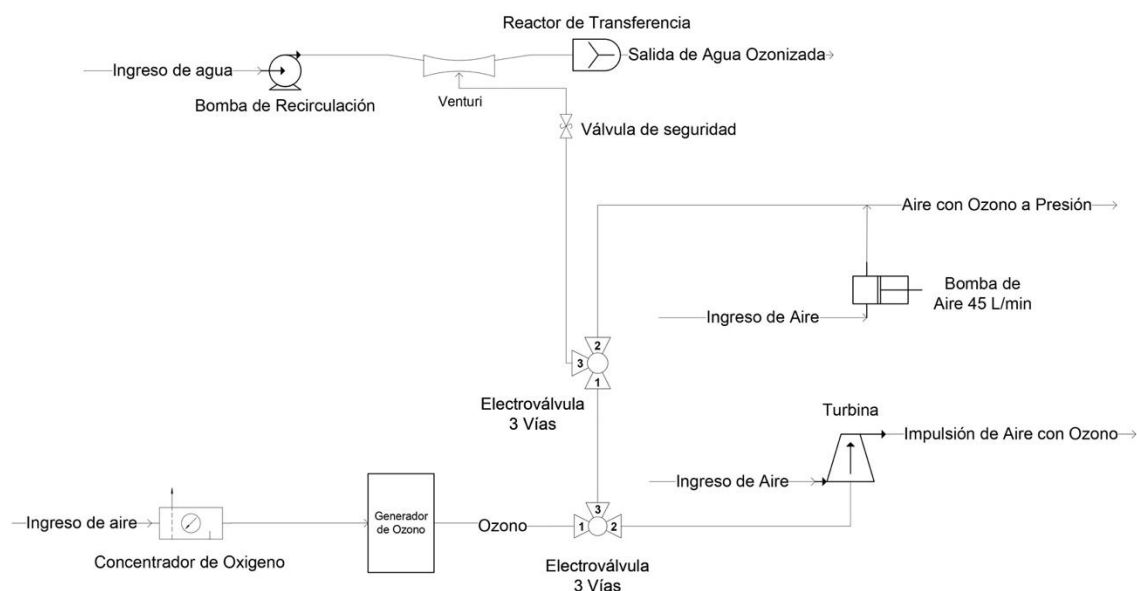 Reactor de Transferencia
Ingreso de agua
Salida de Agua Ozonizada
Bomba de Recirculación
Venturi
Válvula de seguridad
Aire con Ozono a Presión
Bomba de
Aire 45 L/min
Ingreso de Aire
2
3
1
Electroválvula
3 Vías
Turbina
Impulsión de Aire con Ozono
Ingreso de Aire
Ingreso de aire
Concentrador de Oxigeno
Generador
de Ozono
Ozono
3
1
2
Electroválvula
3 Vías